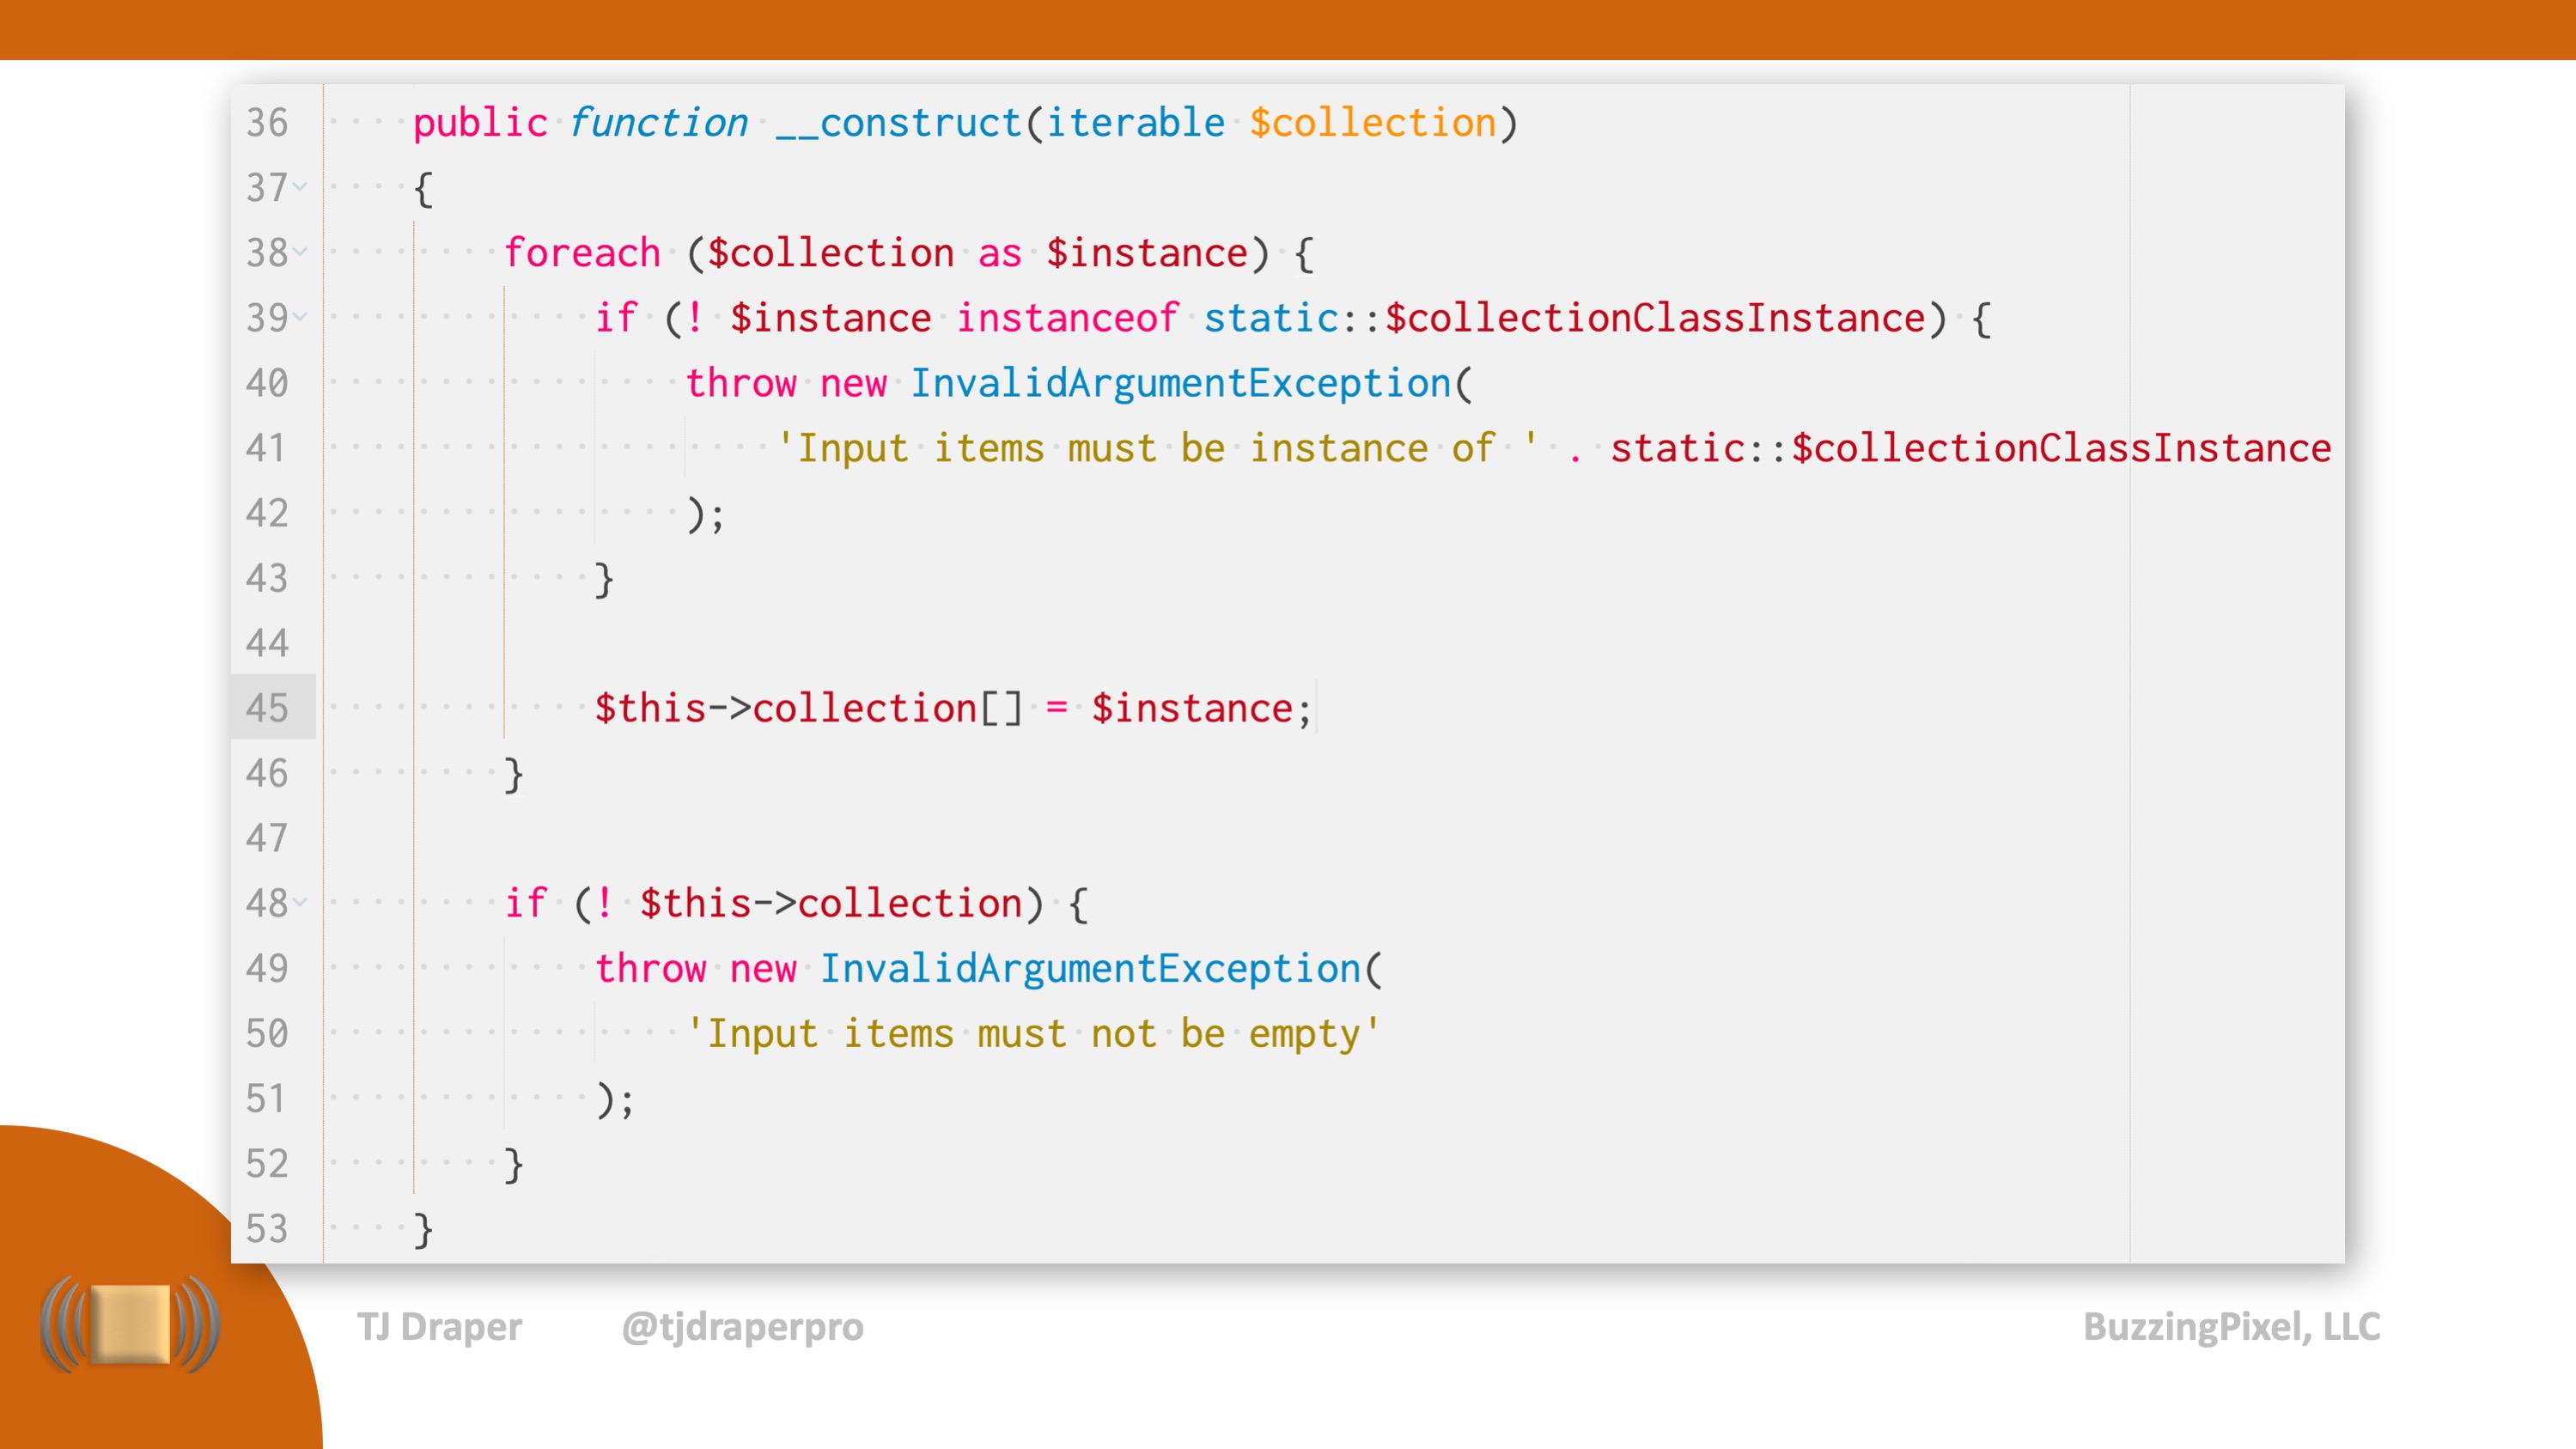 36     public function __construct(iterable $collection)
37     {
38         foreach ($collection as $instance) {
39             if (! $instance instanceof static::$collectionClassInstance) {
40                 throw new InvalidArgumentException(
41                     'Input items must be instance of ' . static::$collectionClassInstance
42                 );
43             }
44
45             $this->collection[] = $instance;
46         }
47
48         if (! $this->collection) {
49             throw new InvalidArgumentException(
50                 'Input items must not be empty'
51             );
52         }
53     }
TJ Draper @tjdraperpro BuzzingPixel, LLC